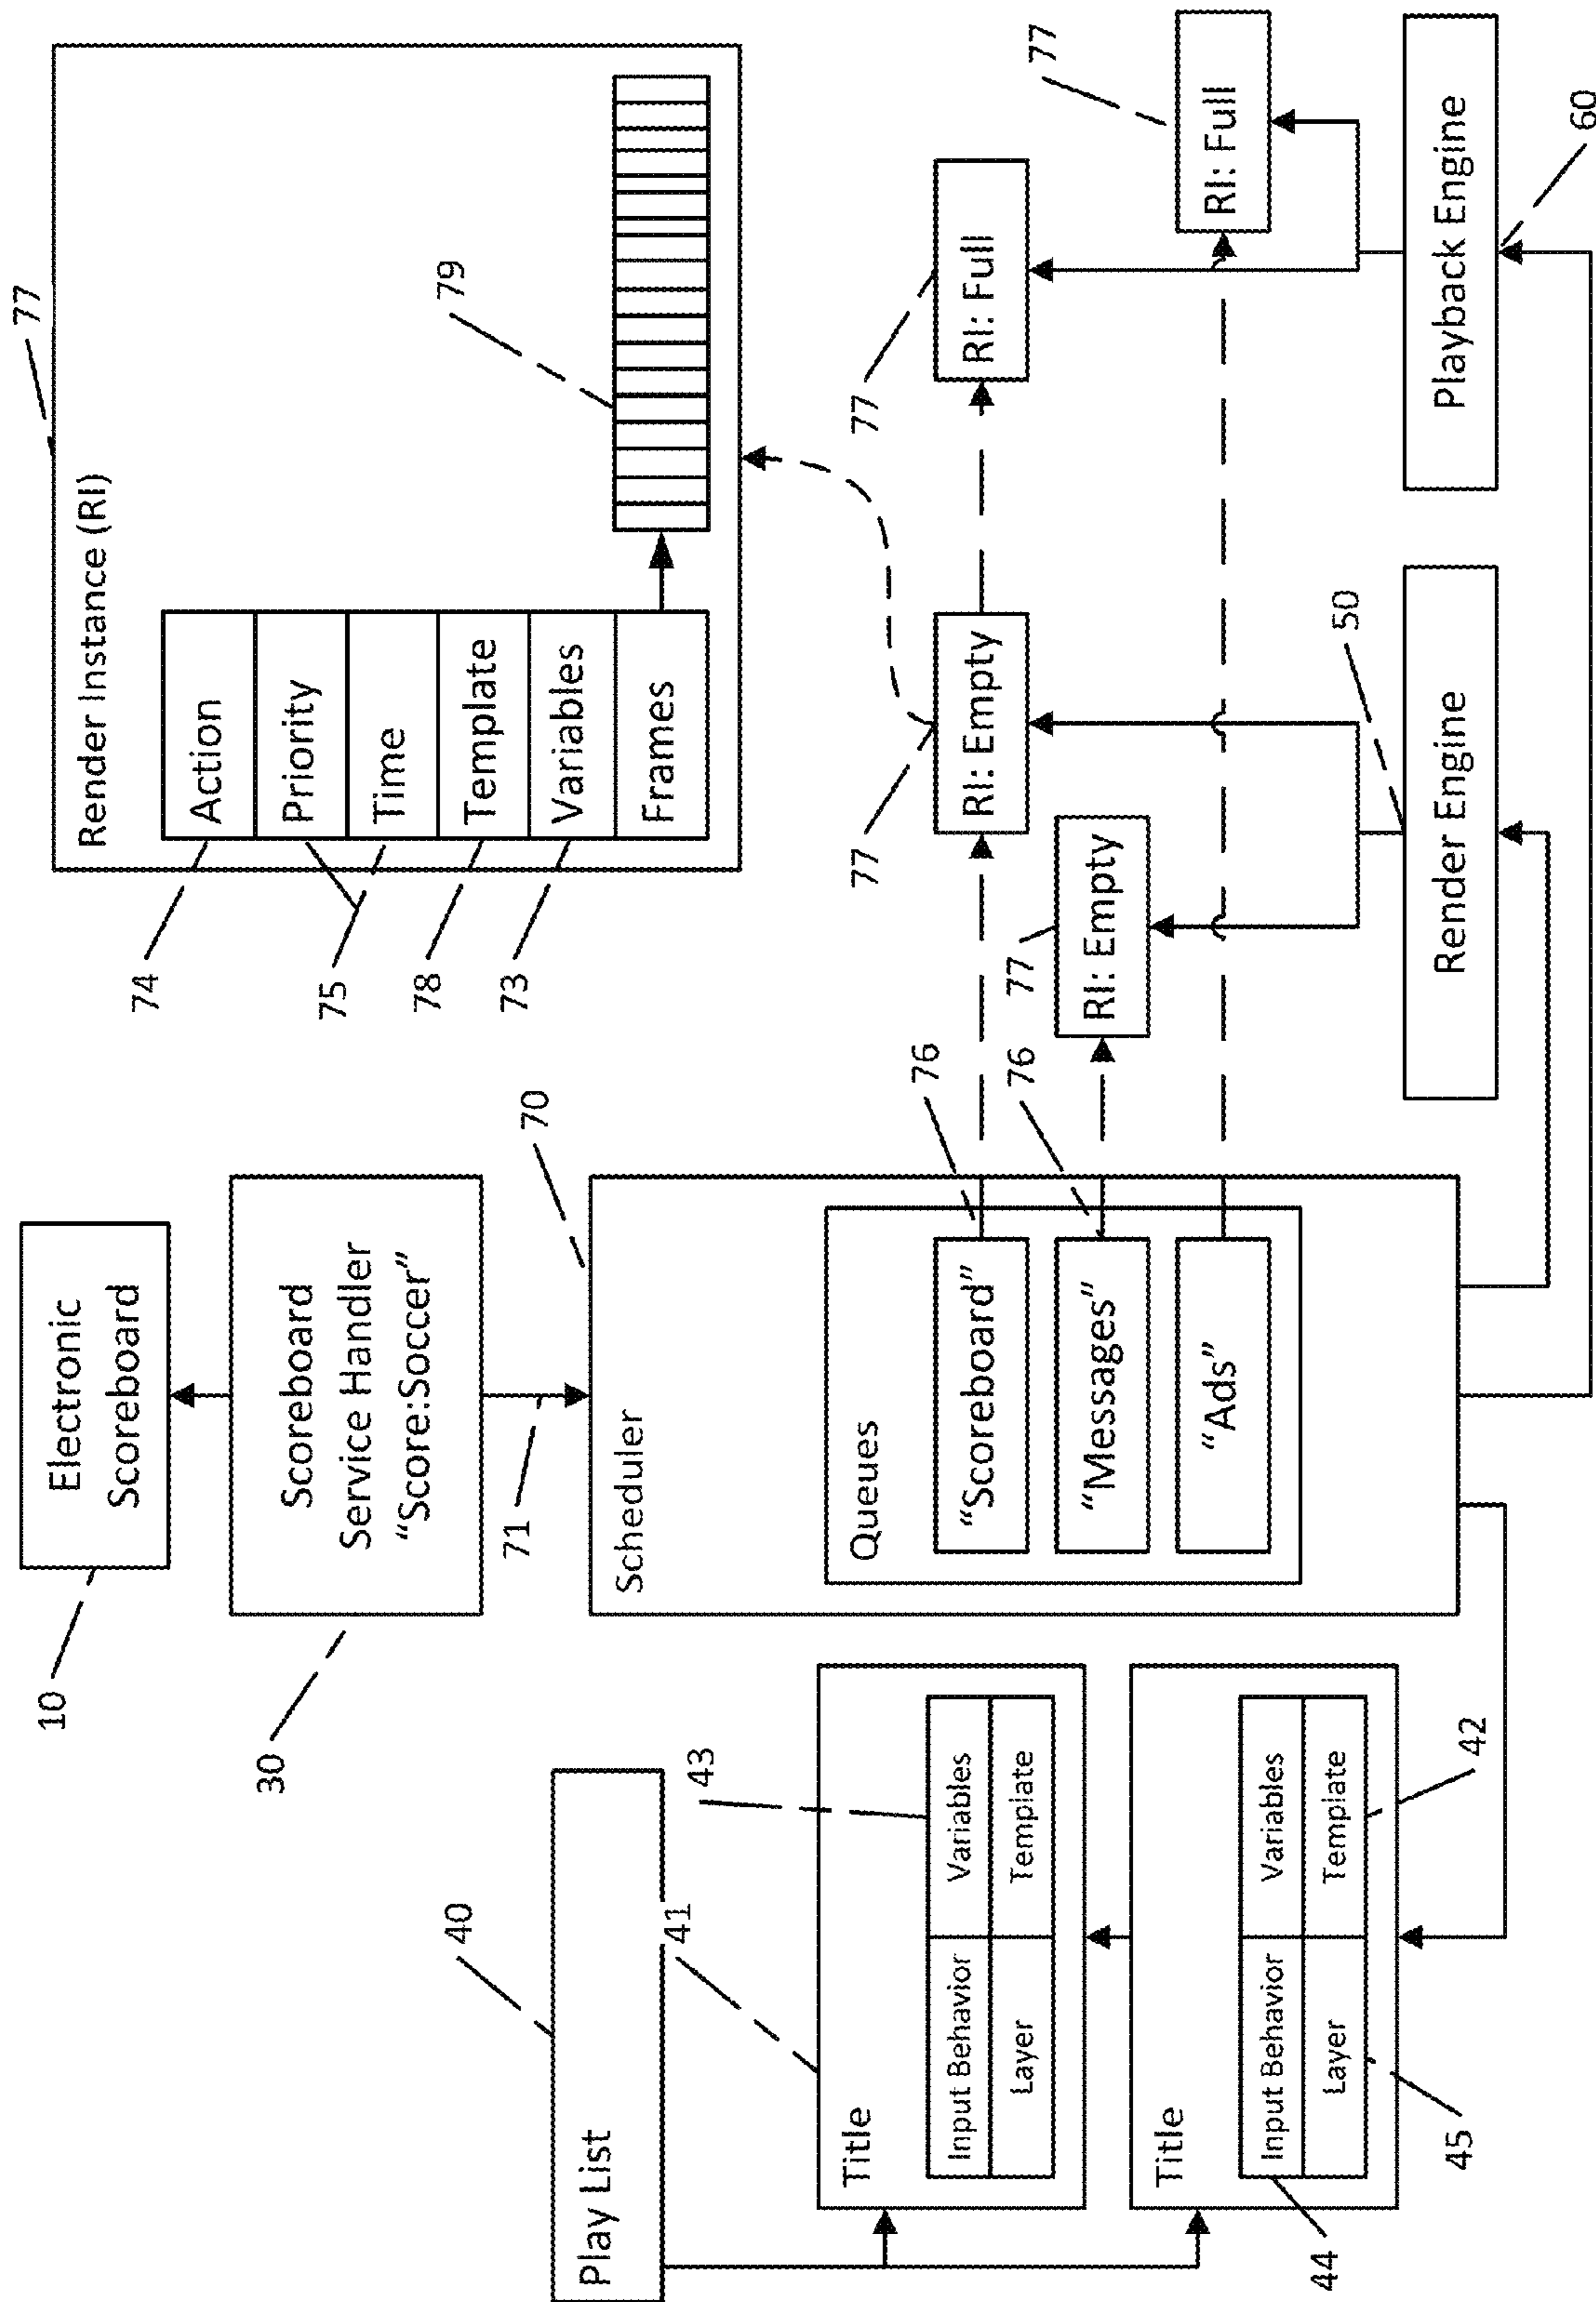 Play List
40
41
Title
Input Behavior
Variables
Layer
Template
43
Title
Input Behavior
Variables
Layer
Template
44
45
42
Electronic
Scoreboard
10
Scoreboard
Service Handler
“Score:Soccer”
30
71
70
Scheduler
Queues
“Scoreboard”
“Messages”
“Ads”
76
76
Render Instance (RI)
77
Action
Priority
Time
Template
Variables
Frames
74
75
78
73
79
RI: Empty
77
RI: Full
77
RI: Empty
77
RI: Full
77
Render Engine
50
Playback Engine
60